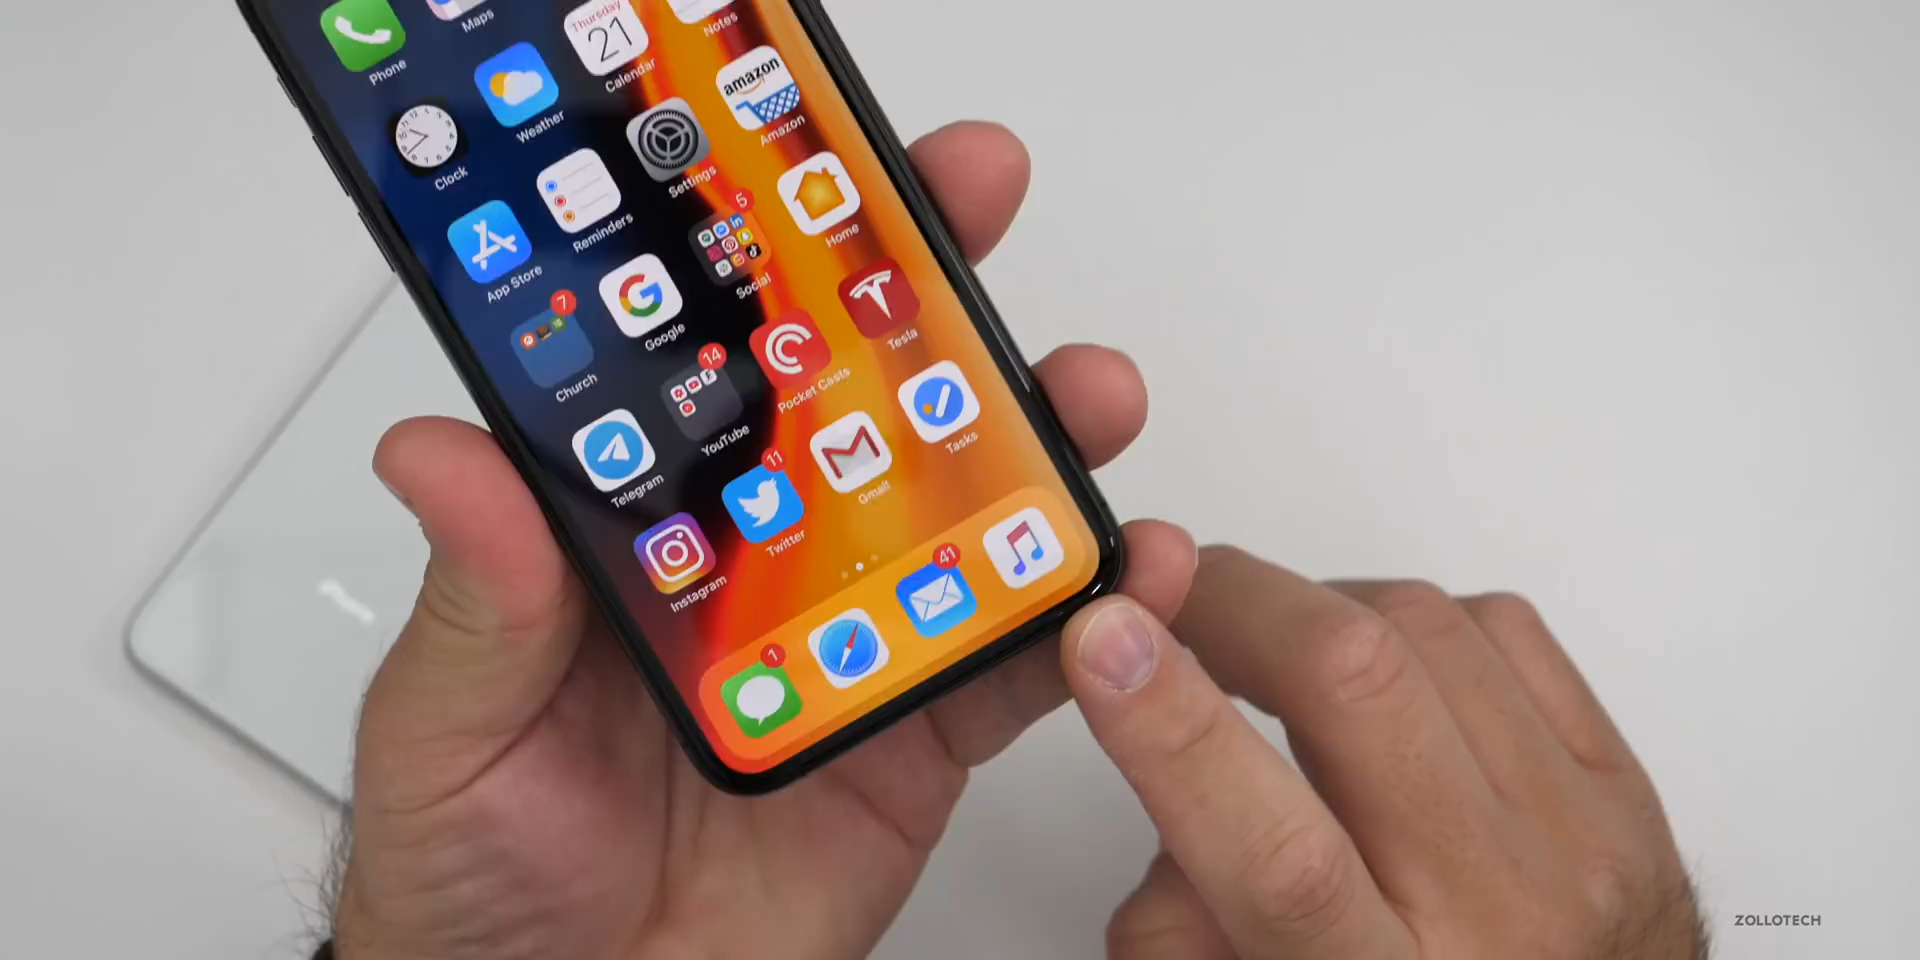 Phone
Maps
Thursday
21
Calendar
Notes
Clock
Weather
Settings
amazon
Amazon
App Store
Reminders
5
Social
Home
7
Church
G
Google
14
YouTube
Pocket Casts
Tesla
Telegram
11
Twitter
Gmail
Tasks
Instagram
1
41
ZOLLOTECH